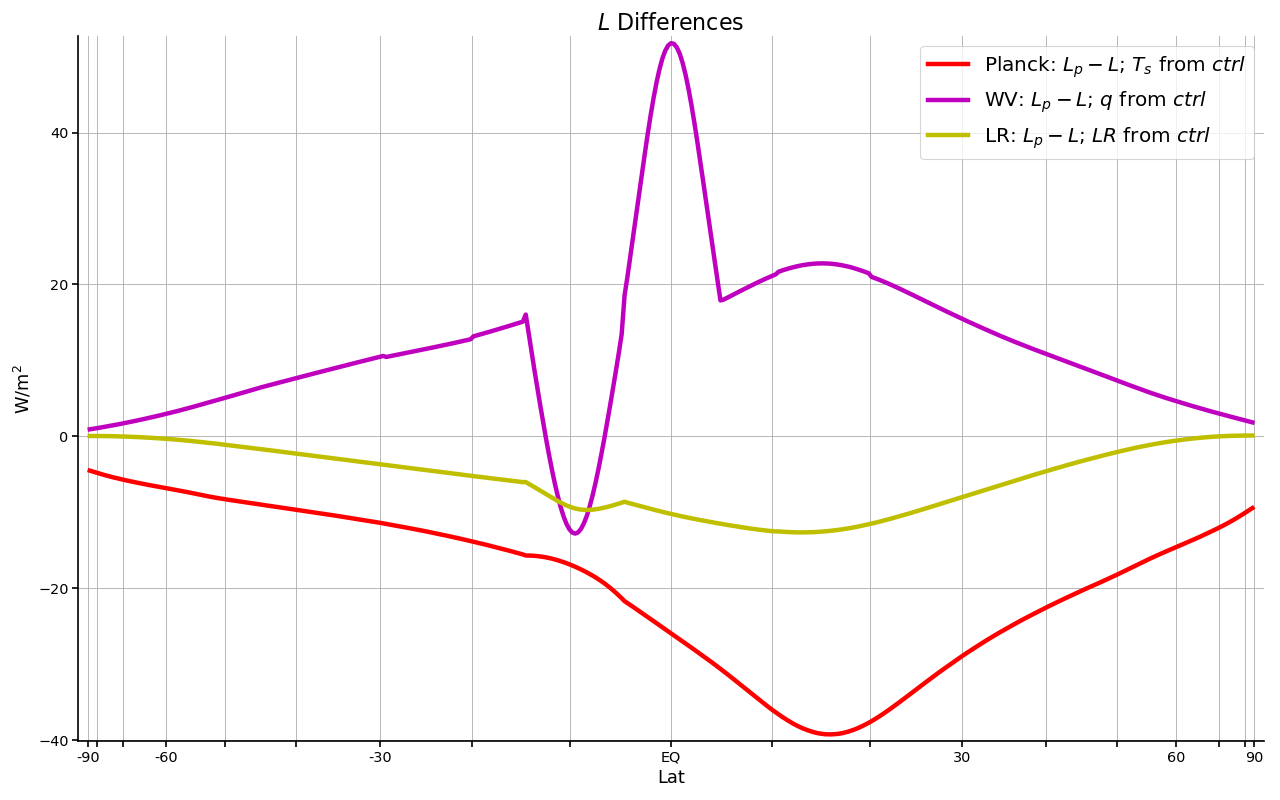 L Differences
Planck: Lₚ − L; Tₛ from ctrl
WV: Lₚ − L; q from ctrl
LR: Lₚ − L; LR from ctrl
W/m²
40
20
0
−20
−40
-90
-60
-30
EQ
30
60
90
Lat